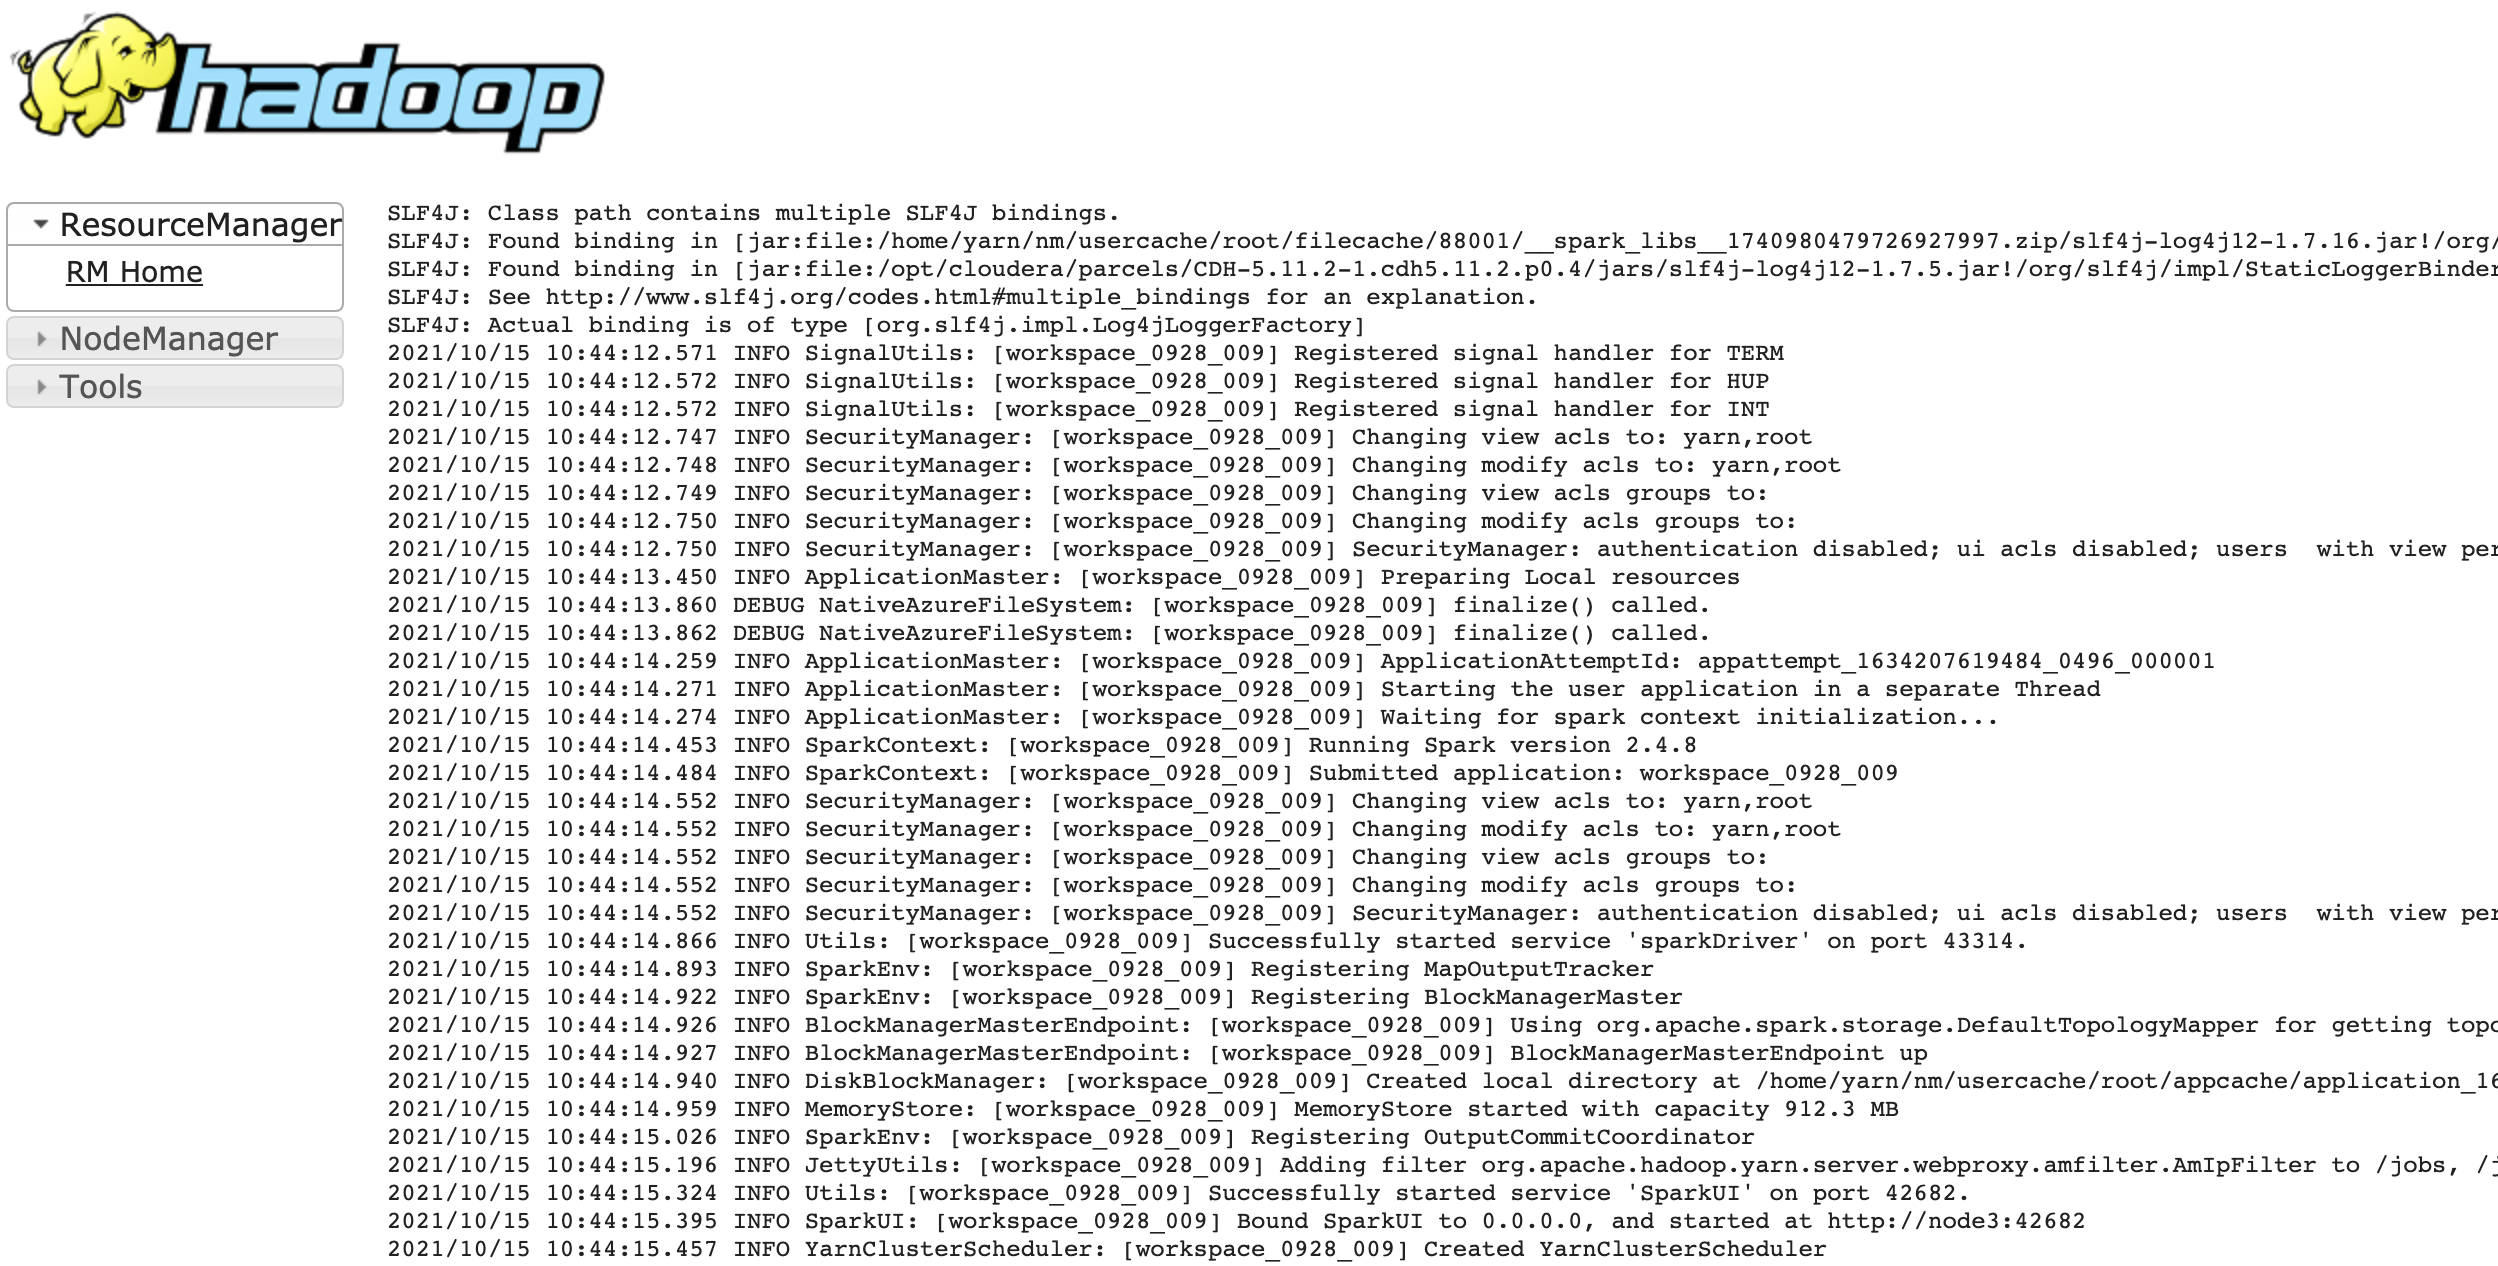 hadoop
ResourceManager
RM Home
NodeManager
Tools
SLF4J: Class path contains multiple SLF4J bindings.
SLF4J: Found binding in [jar:file:/home/yarn/nm/usercache/root/filecache/88001/__spark_libs__1740980479726927997.zip/slf4j-log4j12-1.7.16.jar!/org/
SLF4J: Found binding in [jar:file:/opt/cloudera/parcels/CDH-5.11.2-1.cdh5.11.2.p0.4/jars/slf4j-log4j12-1.7.5.jar!/org/slf4j/impl/StaticLoggerBinder
SLF4J: See http://www.slf4j.org/codes.html#multiple_bindings for an explanation.
SLF4J: Actual binding is of type [org.slf4j.impl.Log4jLoggerFactory]
2021/10/15 10:44:12.571 INFO SignalUtils: [workspace_0928_009] Registered signal handler for TERM
2021/10/15 10:44:12.572 INFO SignalUtils: [workspace_0928_009] Registered signal handler for HUP
2021/10/15 10:44:12.572 INFO SignalUtils: [workspace_0928_009] Registered signal handler for INT
2021/10/15 10:44:12.747 INFO SecurityManager: [workspace_0928_009] Changing view acls to: yarn,root
2021/10/15 10:44:12.748 INFO SecurityManager: [workspace_0928_009] Changing modify acls to: yarn,root
2021/10/15 10:44:12.749 INFO SecurityManager: [workspace_0928_009] Changing view acls groups to:
2021/10/15 10:44:12.750 INFO SecurityManager: [workspace_0928_009] Changing modify acls groups to:
2021/10/15 10:44:12.750 INFO SecurityManager: [workspace_0928_009] SecurityManager: authentication disabled; ui acls disabled; users  with view per
2021/10/15 10:44:13.450 INFO ApplicationMaster: [workspace_0928_009] Preparing Local resources
2021/10/15 10:44:13.860 DEBUG NativeAzureFileSystem: [workspace_0928_009] finalize() called.
2021/10/15 10:44:13.862 DEBUG NativeAzureFileSystem: [workspace_0928_009] finalize() called.
2021/10/15 10:44:14.259 INFO ApplicationMaster: [workspace_0928_009] ApplicationAttemptId: appattempt_1634207619484_0496_000001
2021/10/15 10:44:14.271 INFO ApplicationMaster: [workspace_0928_009] Starting the user application in a separate Thread
2021/10/15 10:44:14.274 INFO ApplicationMaster: [workspace_0928_009] Waiting for spark context initialization...
2021/10/15 10:44:14.453 INFO SparkContext: [workspace_0928_009] Running Spark version 2.4.8
2021/10/15 10:44:14.484 INFO SparkContext: [workspace_0928_009] Submitted application: workspace_0928_009
2021/10/15 10:44:14.552 INFO SecurityManager: [workspace_0928_009] Changing view acls to: yarn,root
2021/10/15 10:44:14.552 INFO SecurityManager: [workspace_0928_009] Changing modify acls to: yarn,root
2021/10/15 10:44:14.552 INFO SecurityManager: [workspace_0928_009] Changing view acls groups to:
2021/10/15 10:44:14.552 INFO SecurityManager: [workspace_0928_009] Changing modify acls groups to:
2021/10/15 10:44:14.552 INFO SecurityManager: [workspace_0928_009] SecurityManager: authentication disabled; ui acls disabled; users  with view per
2021/10/15 10:44:14.866 INFO Utils: [workspace_0928_009] Successfully started service 'sparkDriver' on port 43314.
2021/10/15 10:44:14.893 INFO SparkEnv: [workspace_0928_009] Registering MapOutputTracker
2021/10/15 10:44:14.922 INFO SparkEnv: [workspace_0928_009] Registering BlockManagerMaster
2021/10/15 10:44:14.926 INFO BlockManagerMasterEndpoint: [workspace_0928_009] Using org.apache.spark.storage.DefaultTopologyMapper for getting topo
2021/10/15 10:44:14.927 INFO BlockManagerMasterEndpoint: [workspace_0928_009] BlockManagerMasterEndpoint up
2021/10/15 10:44:14.940 INFO DiskBlockManager: [workspace_0928_009] Created local directory at /home/yarn/nm/usercache/root/appcache/application_16
2021/10/15 10:44:14.959 INFO MemoryStore: [workspace_0928_009] MemoryStore started with capacity 912.3 MB
2021/10/15 10:44:15.026 INFO SparkEnv: [workspace_0928_009] Registering OutputCommitCoordinator
2021/10/15 10:44:15.196 INFO JettyUtils: [workspace_0928_009] Adding filter org.apache.hadoop.yarn.server.webproxy.amfilter.AmIpFilter to /jobs, /j
2021/10/15 10:44:15.324 INFO Utils: [workspace_0928_009] Successfully started service 'SparkUI' on port 42682.
2021/10/15 10:44:15.395 INFO SparkUI: [workspace_0928_009] Bound SparkUI to 0.0.0.0, and started at http://node3:42682
2021/10/15 10:44:15.457 INFO YarnClusterScheduler: [workspace_0928_009] Created YarnClusterScheduler